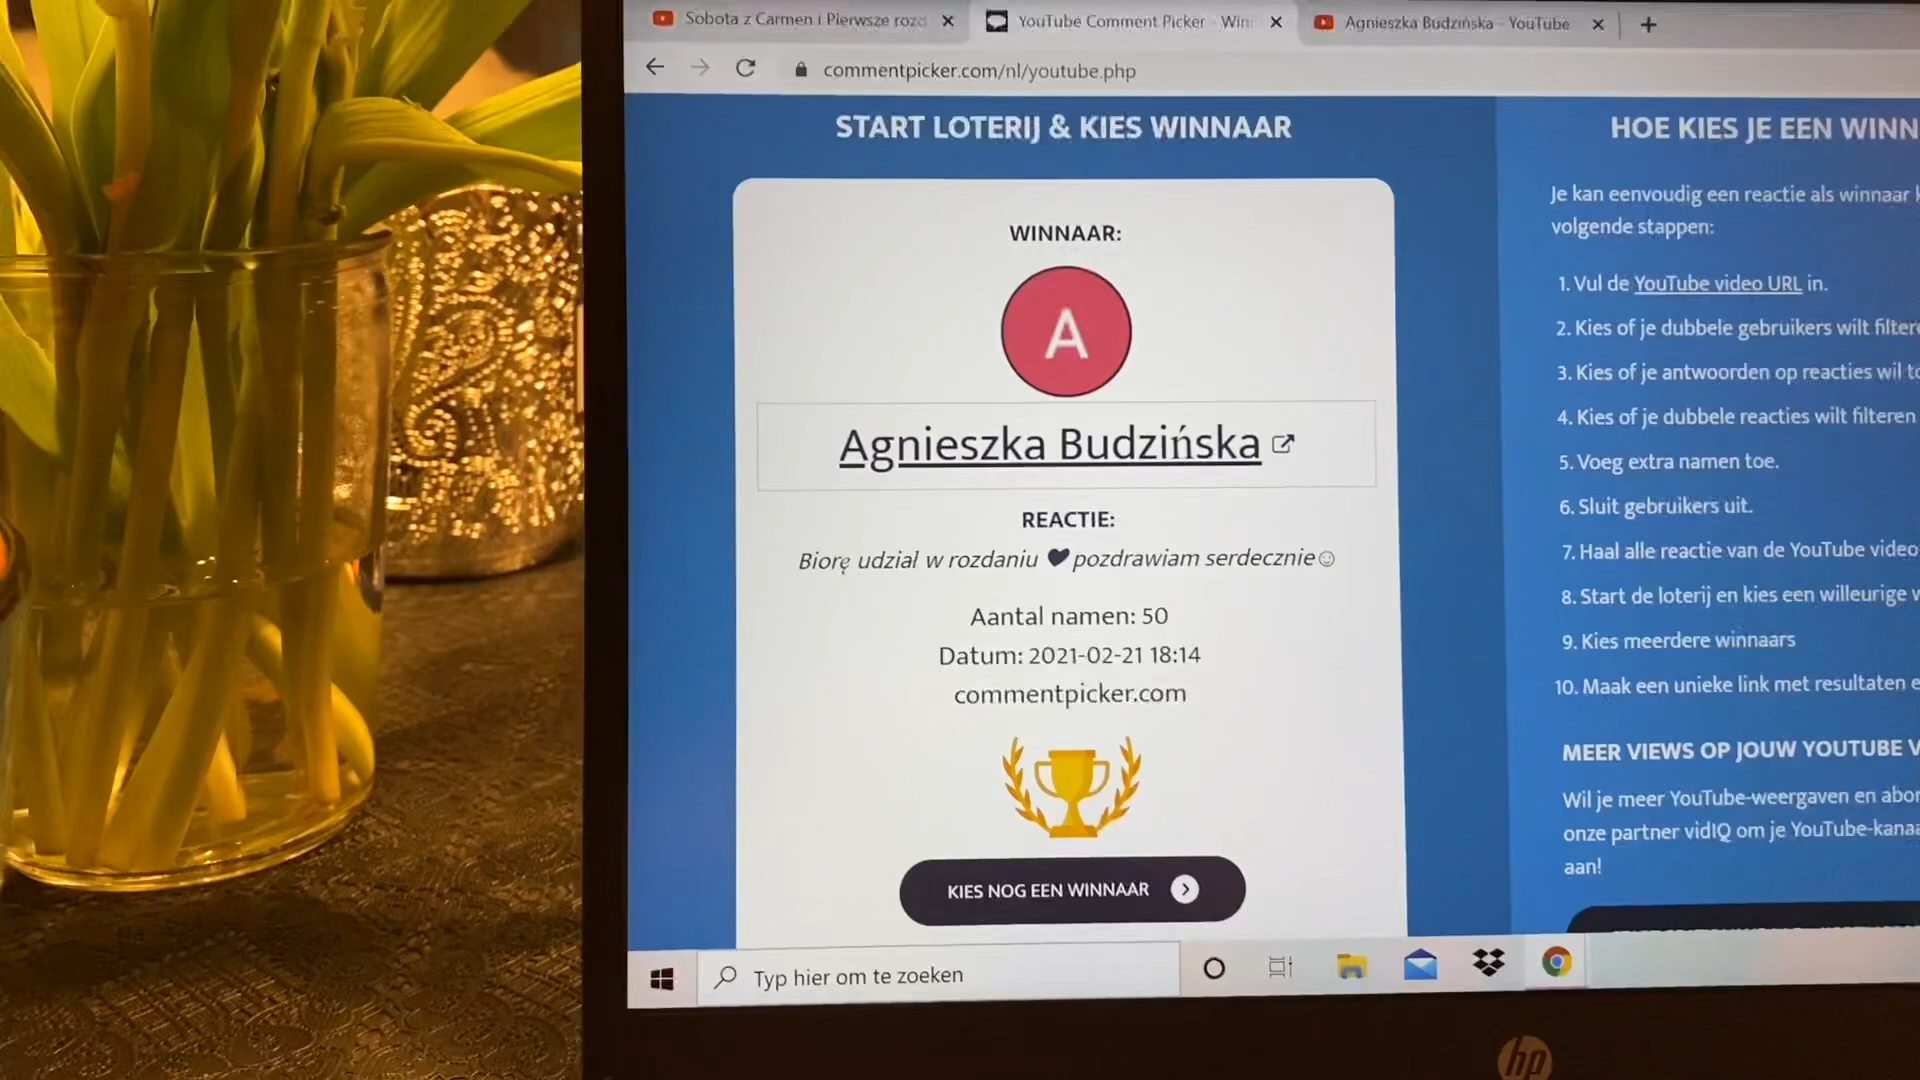 Sobota z Carmen i Pierwsze rozd
YouTube Comment Picker - Win
Agnieszka Budzińska - YouTube
commentpicker.com/nl/youtube.php
START LOTERIJ & KIES WINNAAR
WINNAAR:
A
Agnieszka Budzińska
REACTIE:
Biorę udział w rozdaniu 🖤 pozdrawiam serdecznie☺
Aantal namen: 50
Datum: 2021-02-21 18:14
commentpicker.com
KIES NOG EEN WINNAAR
HOE KIES JE EEN WINN
Je kan eenvoudig een reactie als winnaar
volgende stappen:
1. Vul de YouTube video URL in.
2. Kies of je dubbele gebruikers wilt filter
3. Kies of je antwoorden op reacties wil to
4. Kies of je dubbele reacties wilt filteren
5. Voeg extra namen toe.
6. Sluit gebruikers uit.
7. Haal alle reactie van de YouTube video
8. Start de loterij en kies een willeurige
9. Kies meerdere winnaars
10. Maak een unieke link met resultaten e
MEER VIEWS OP JOUW YOUTUBE V
Wil je meer YouTube-weergaven en abon
onze partner vidIQ om je YouTube-kanaa
aan!
Typ hier om te zoeken
hp